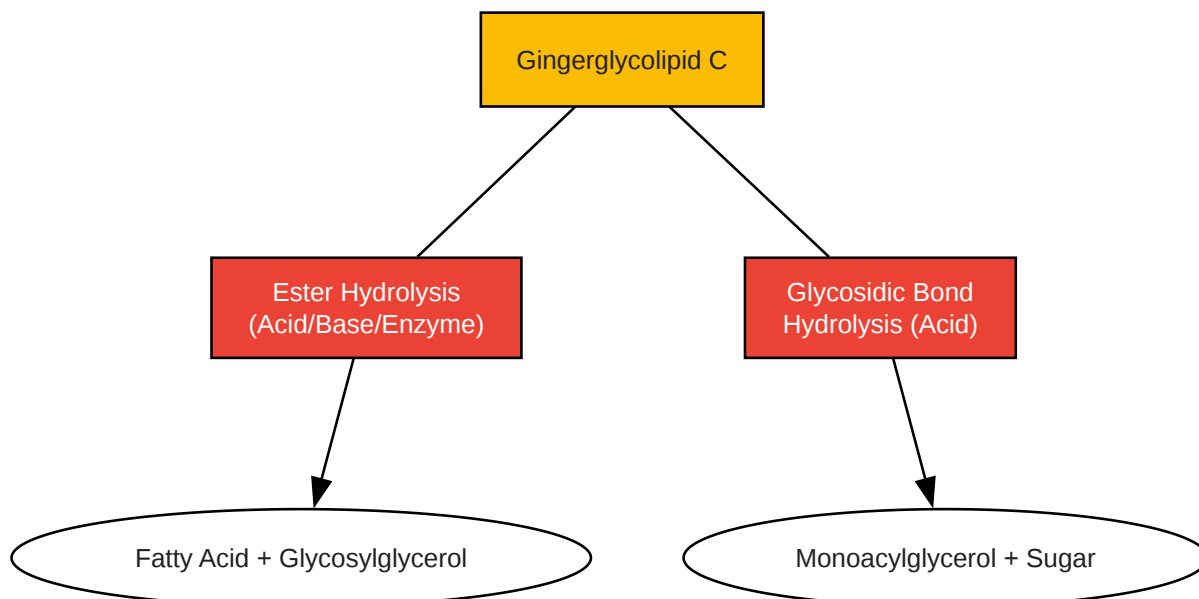 Gingerglycolipid C
Ester Hydrolysis
(Acid/Base/Enzyme)
Glycosidic Bond
Hydrolysis (Acid)
Fatty Acid + Glycosylglycerol
Monoacylglycerol + Sugar